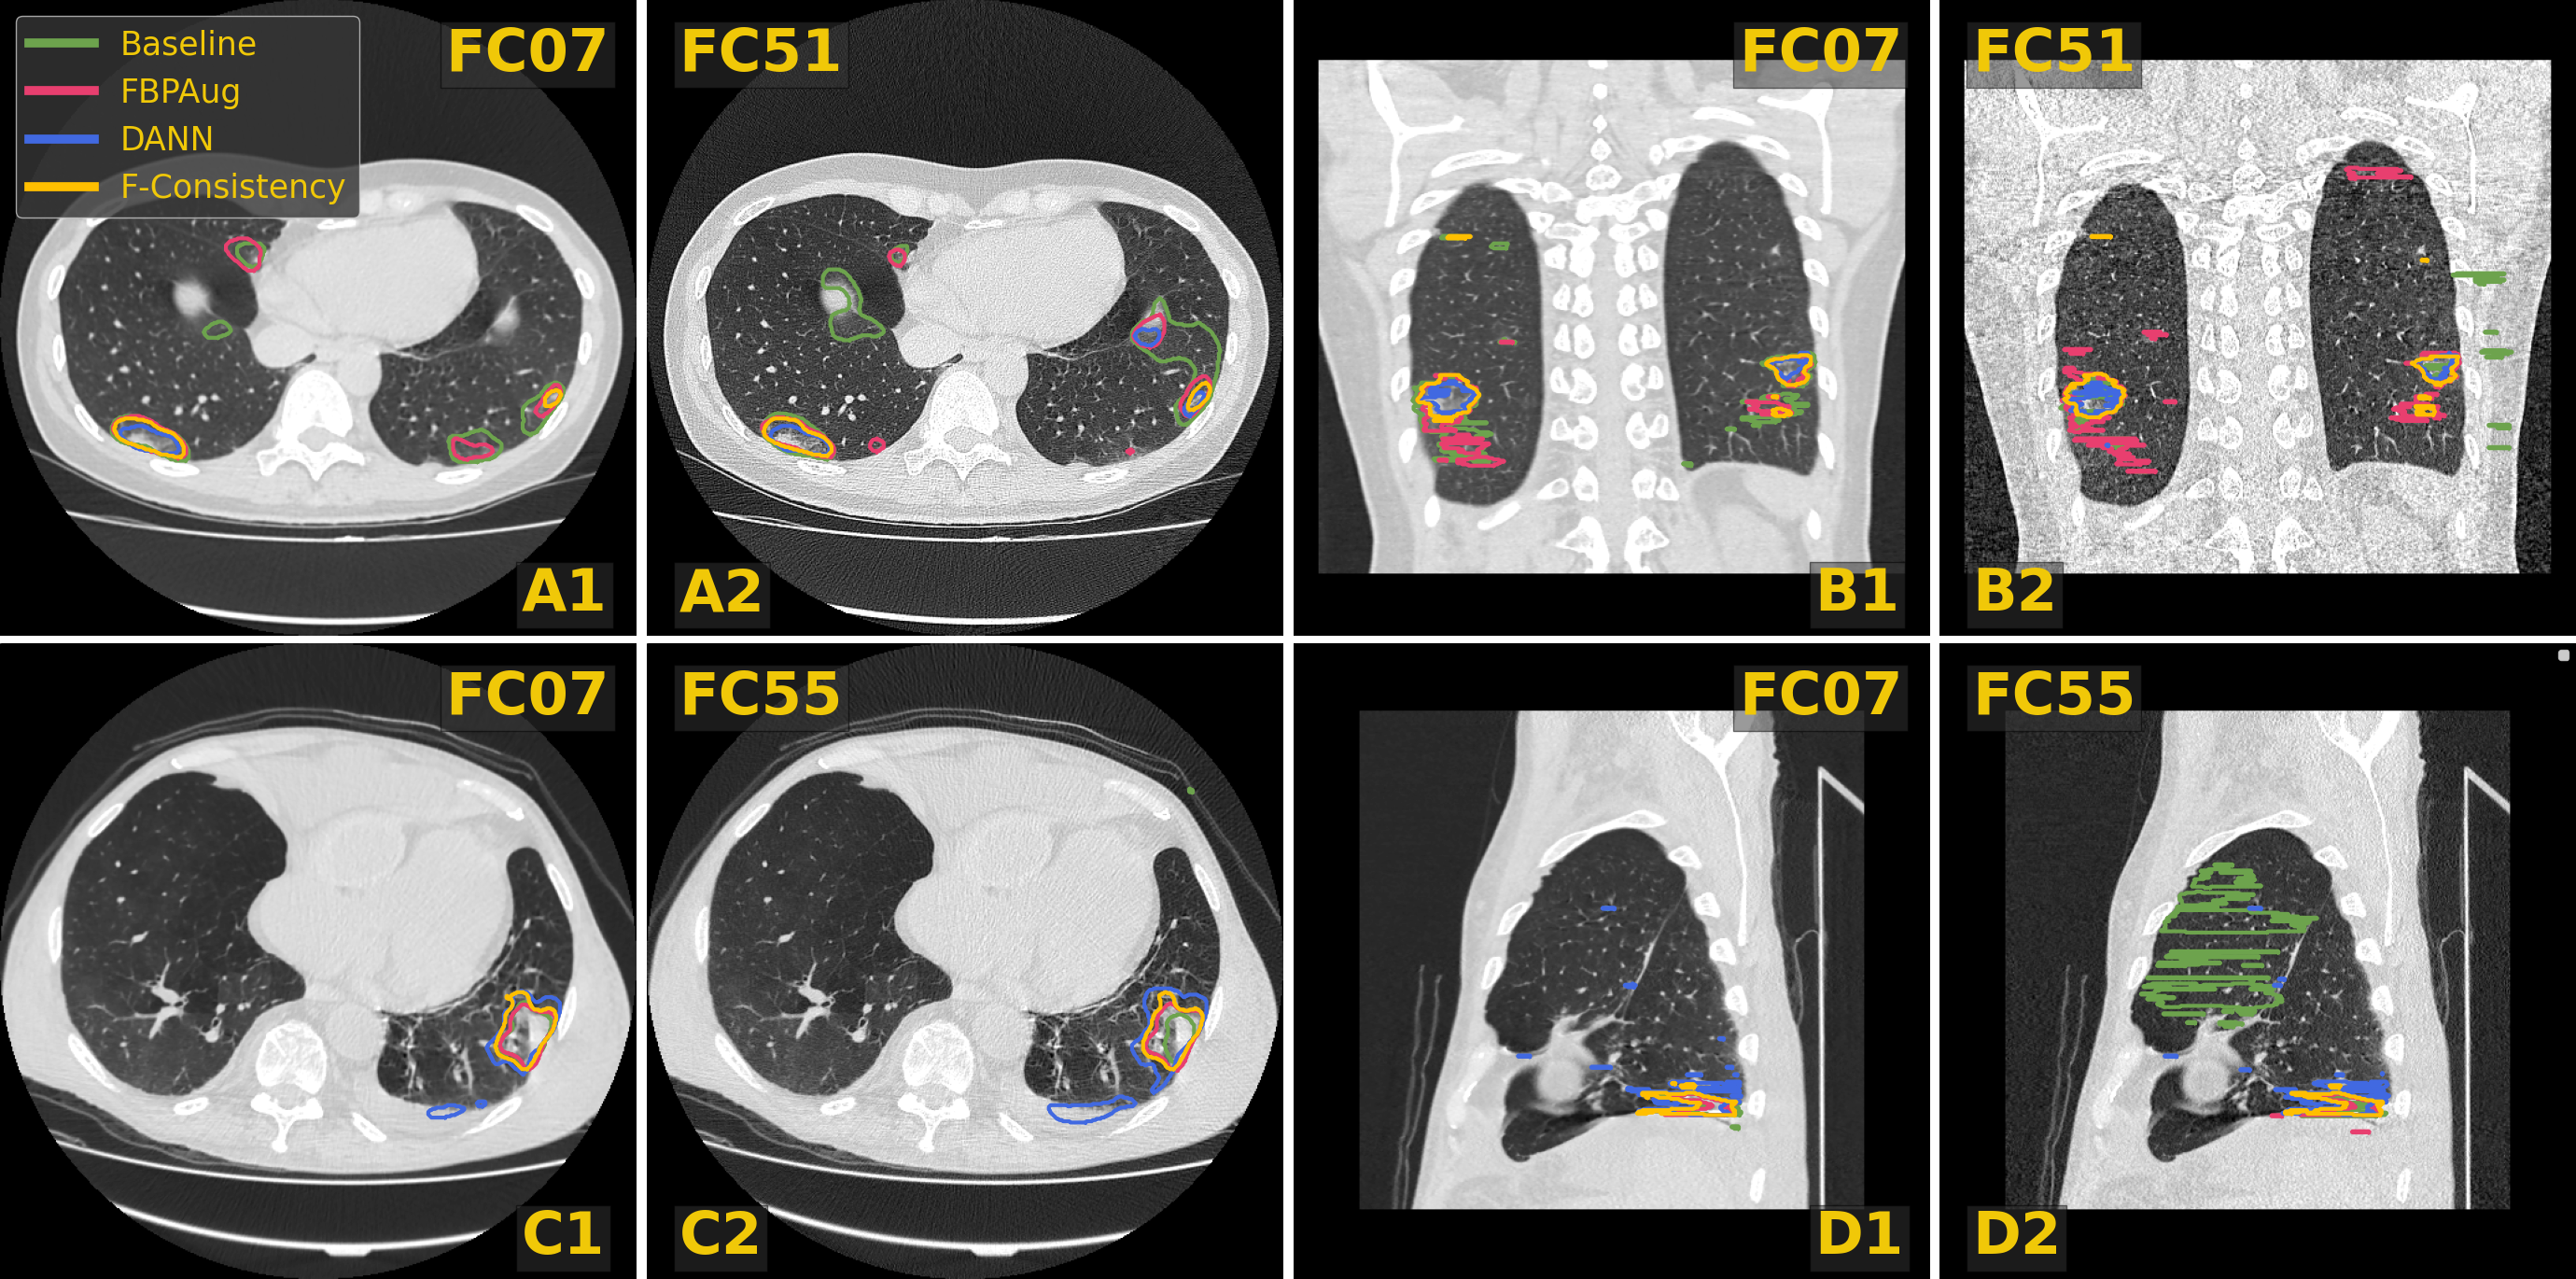 Baseline
FBPAug
DANN
F-Consistency
FC07
A1
FC51
A2
FC07
B1
FC51
B2
FC07
C1
FC55
C2
FC07
D1
FC55
D2